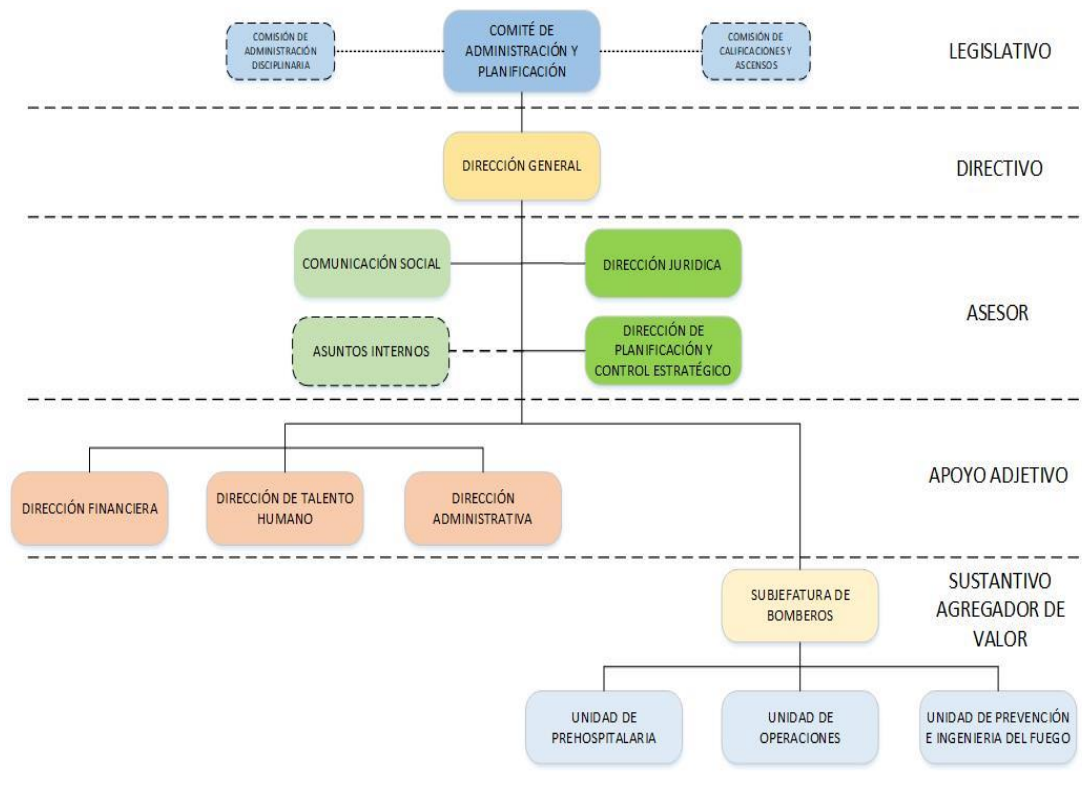 COMISIÓN DE
ADMINISTRACIÓN
DISCIPLINARIA
COMITÉ DE
ADMINISTRACIÓN Y
PLANIFICACIÓN
COMISIÓN DE
CALIFICACIONES Y
ASCENSOS
LEGISLATIVO
DIRECCIÓN GENERAL
DIRECTIVO
COMUNICACIÓN SOCIAL
DIRECCIÓN JURIDICA
ASUNTOS INTERNOS
DIRECCIÓN DE
PLANIFICACIÓN Y
CONTROL ESTRATÉGICO
ASESOR
DIRECCIÓN FINANCIERA
DIRECCIÓN DE TALENTO
HUMANO
DIRECCIÓN
ADMINISTRATIVA
APOYO ADJETIVO
SUBJEFATURA DE
BOMBEROS
SUSTANTIVO
AGREGADOR DE
VALOR
UNIDAD DE
PREHOSPITALARIA
UNIDAD DE
OPERACIONES
UNIDAD DE PREVENCIÓN
E INGENIERIA DEL FUEGO